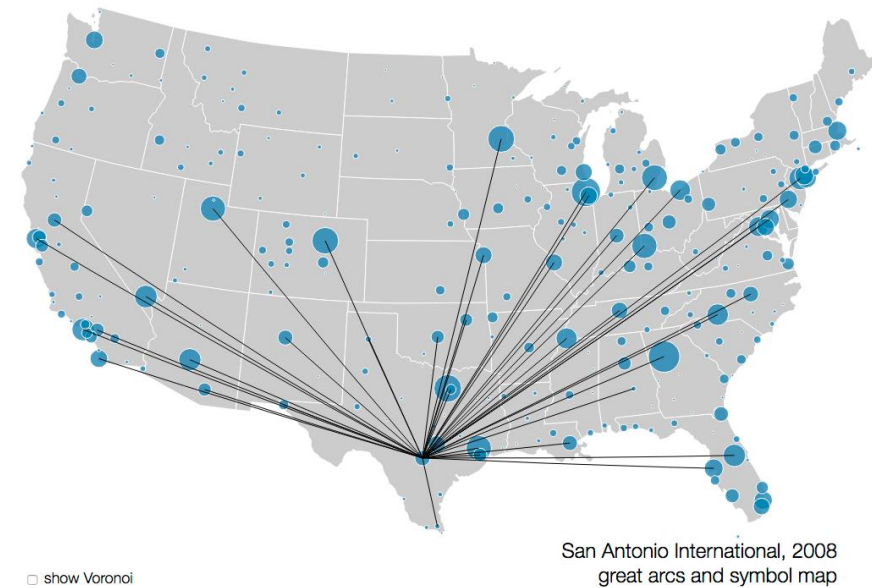 San Antonio International, 2008
great arcs and symbol map
show Voronoi